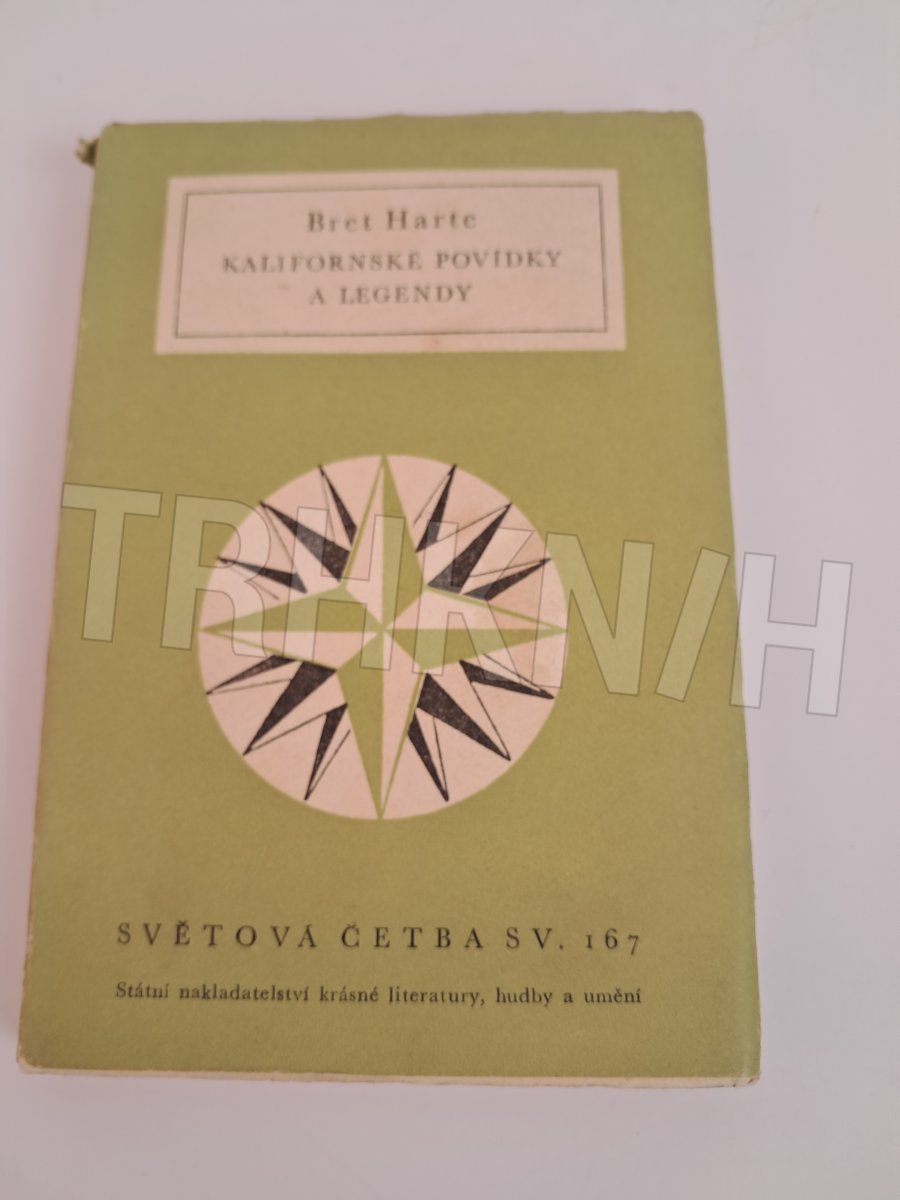 Bret Harte
KALIFORNSKÉ POVÍDKY
A LEGENDY
TRHKNIH
SVĚTOVÁ ČETBA SV. 167
Státní nakladatelství krásné literatury, hudby a umění